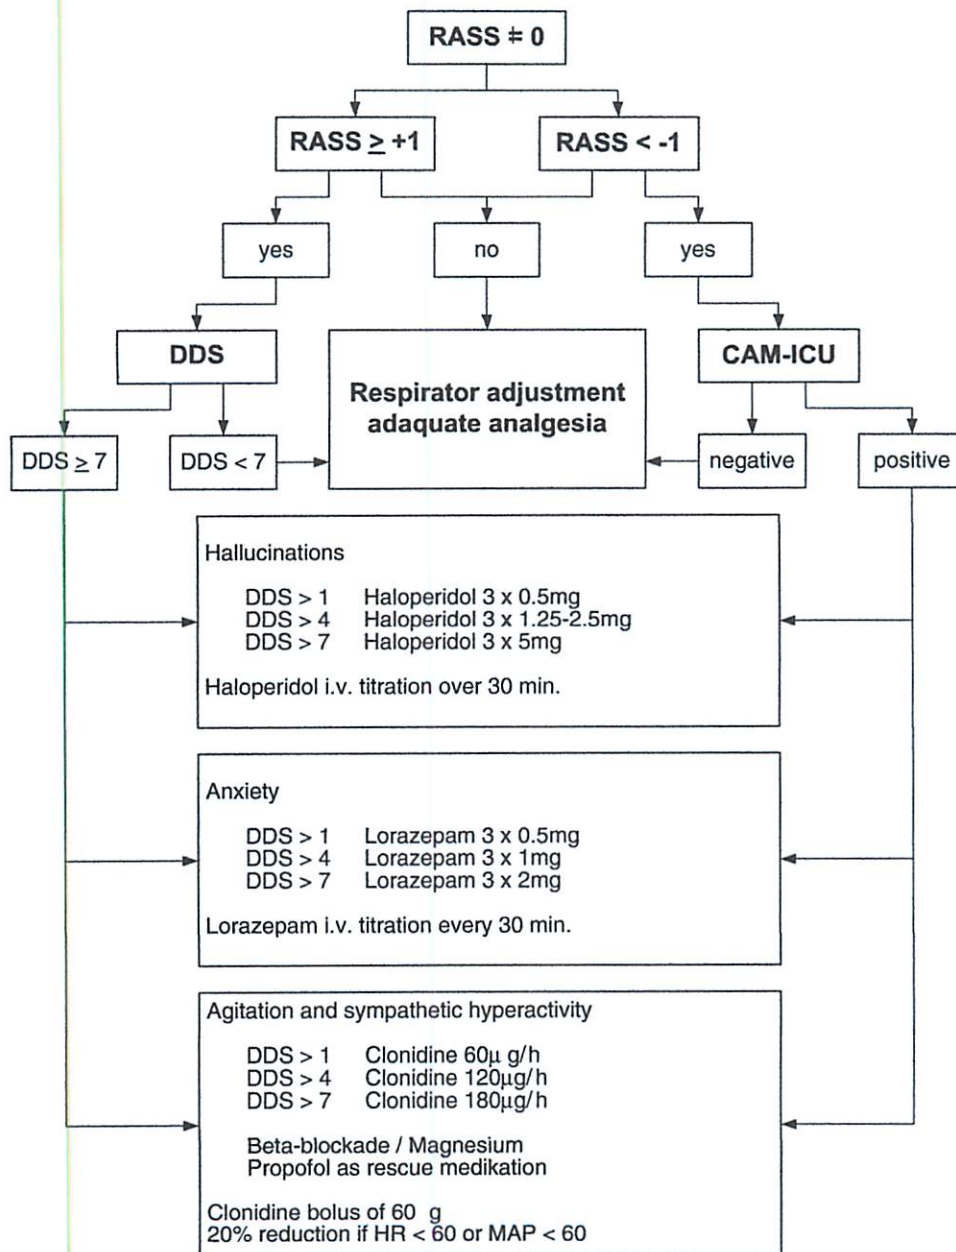 RASS ≠ 0
RASS ≥ +1
RASS < -1
yes
no
yes
DDS
Respirator adjustment
adaquate analgesia
CAM-ICU
DDS ≥ 7
DDS < 7
negative
positive
Hallucinations
DDS > 1 Haloperidol 3 x 0.5mg
DDS > 4 Haloperidol 3 x 1.25-2.5mg
DDS > 7 Haloperidol 3 x 5mg
Haloperidol i.v. titration over 30 min.
Anxiety
DDS > 1 Lorazepam 3 x 0.5mg
DDS > 4 Lorazepam 3 x 1mg
DDS > 7 Lorazepam 3 x 2mg
Lorazepam i.v. titration every 30 min.
Agitation and sympathetic hyperactivity
DDS > 1 Clonidine 60μ g/h
DDS > 4 Clonidine 120μg/h
DDS > 7 Clonidine 180μg/h
Beta-blockade / Magnesium
Propofol as rescue medikation
Clonidine bolus of 60 g
20% reduction if HR < 60 or MAP < 60